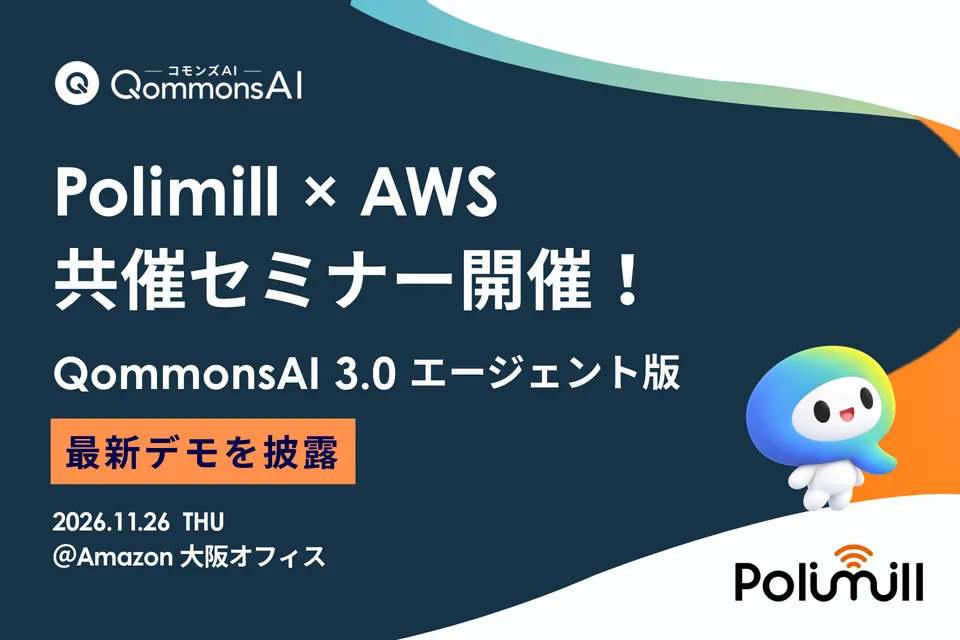 コモンズAI
QommonsAI
Polimill × AWS
共催セミナー開催！
QommonsAI 3.0 エージェント版
最新デモを披露
2026.11.26 THU
@Amazon 大阪オフィス
Polimill